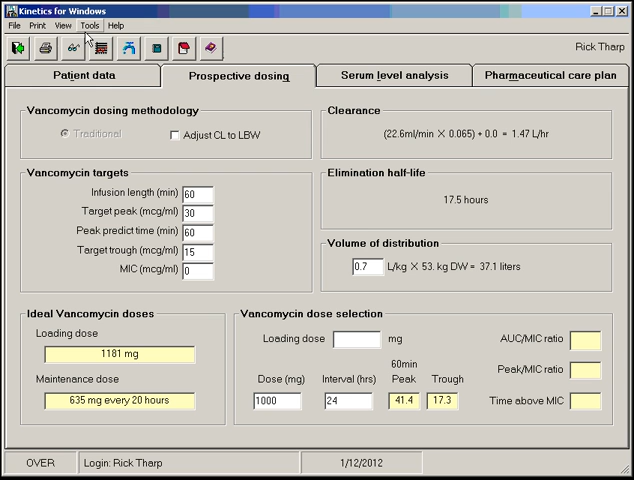 Kinetics for Windows
File Print View Tools Help
Rick Tharp
Patient data Prospective dosing Serum level analysis Pharmaceutical care plan
Vancomycin dosing methodology
Traditional Adjust CL to LBW
Clearance
(22.6ml/min X 0.065) + 0.0 = 1.47 L/hr
Vancomycin targets
Infusion length (min) 60
Target peak (mcg/ml) 30
Peak predict time (min) 60
Target trough (mcg/ml) 15
MIC (mcg/ml) 0
Elimination half-life
17.5 hours
Volume of distribution
0.7 L/kg X 53. kg DW = 37.1 liters
Ideal Vancomycin doses
Loading dose
1181 mg
Maintenance dose
635 mg every 20 hours
Vancomycin dose selection
Loading dose mg
60min
Dose (mg) Interval (hrs) Peak Trough
1000 24 41.4 17.3
AUC/MIC ratio
Peak/MIC ratio
Time above MIC
OVER Login: Rick Tharp 1/12/2012